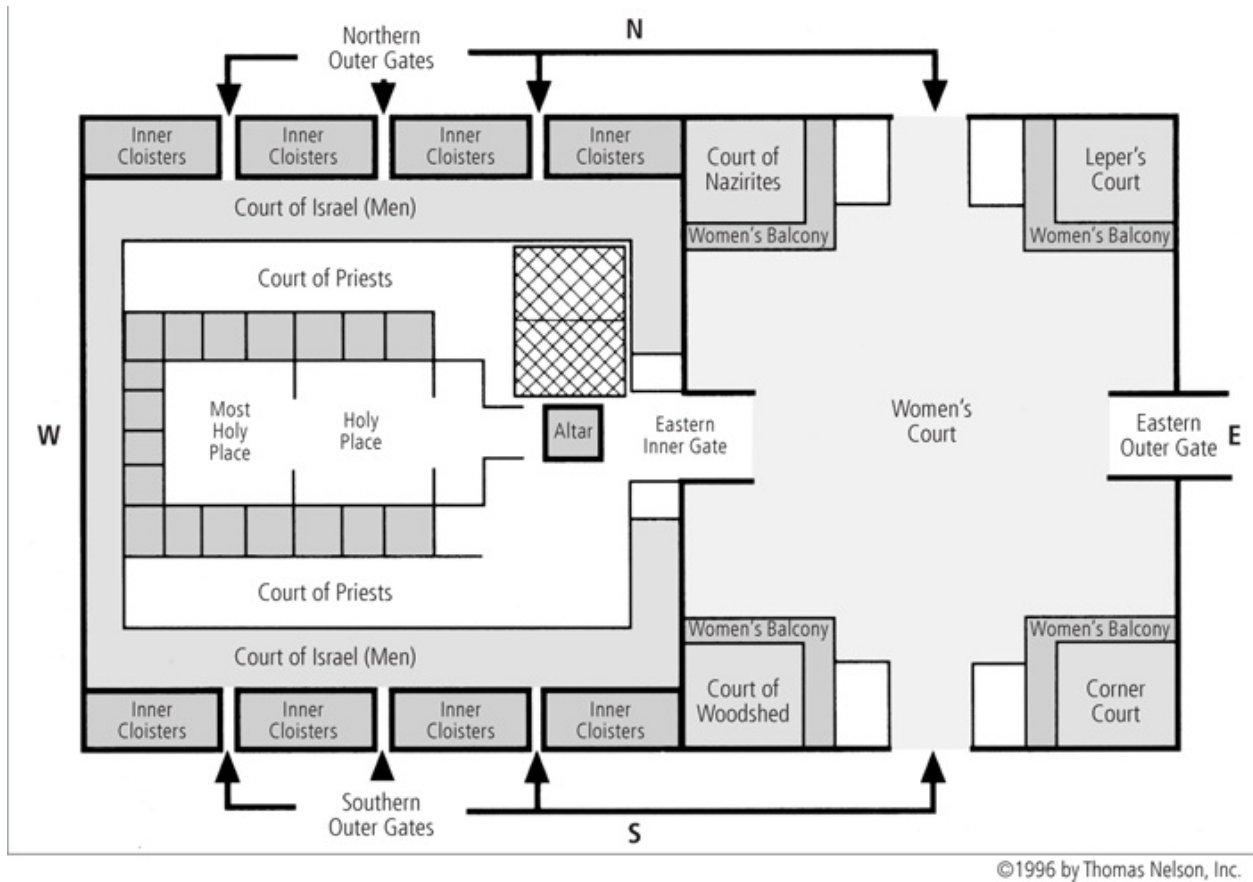 N
Northern
Outer Gates
Inner
Cloisters
Inner
Cloisters
Inner
Cloisters
Inner
Cloisters
Court of
Nazirites
Leper's
Court
Court of Israel (Men)
Women's Balcony
Women's Balcony
Court of Priests
W
Most
Holy
Place
Holy
Place
Altar
Eastern
Inner Gate
Women's
Court
Eastern
Outer Gate
E
Court of Priests
Women's Balcony
Women's Balcony
Court of Israel (Men)
Court of
Woodshed
Corner
Court
Inner
Cloisters
Inner
Cloisters
Inner
Cloisters
Inner
Cloisters
Southern
Outer Gates
S
©1996 by Thomas Nelson, Inc.